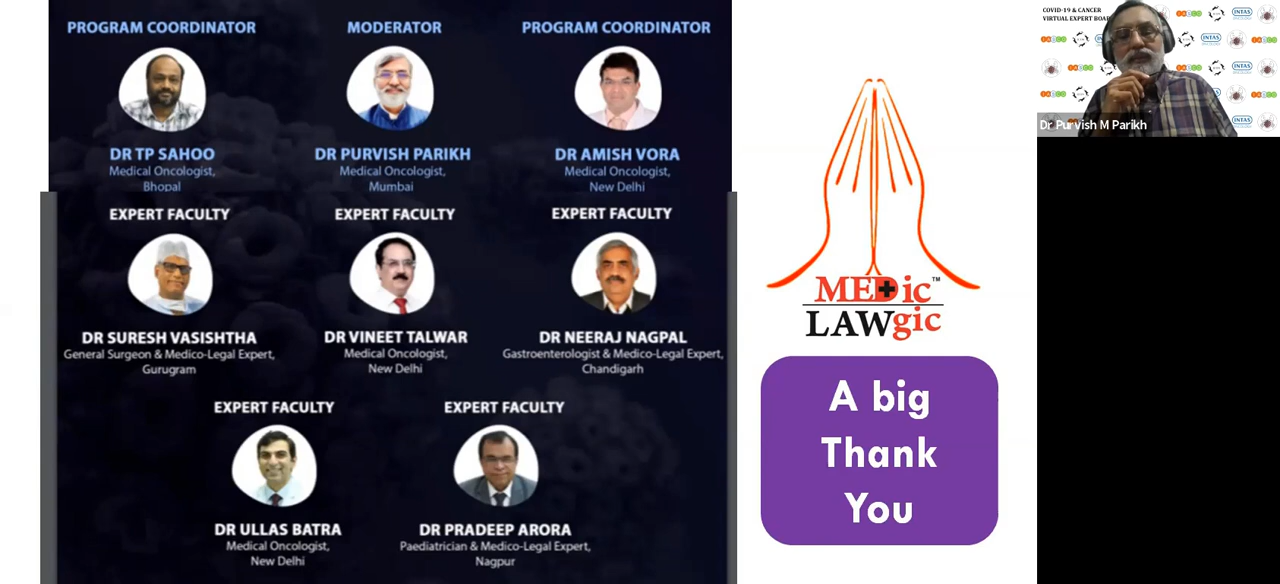 PROGRAM COORDINATOR
MODERATOR
PROGRAM COORDINATOR
DR TP SAHOO
Medical Oncologist,
Bhopal
DR PURVISH PARIKH
Medical Oncologist,
Mumbai
DR AMISH VORA
Medical Oncologist,
New Delhi
EXPERT FACULTY
EXPERT FACULTY
EXPERT FACULTY
DR SURESH VASISHTHA
General Surgeon & Medico-Legal Expert,
Gurugram
DR VINEET TALWAR
Medical Oncologist,
New Delhi
DR NEERAJ NAGPAL
Gastroenterologist & Medico-Legal Expert,
Chandigarh
EXPERT FACULTY
EXPERT FACULTY
DR ULLAS BATRA
Medical Oncologist,
New Delhi
DR PRADEEP ARORA
Paediatrician & Medico-Legal Expert,
Nagpur
MEDic™
LAWgic
A big
Thank
You
COVID-19 & CANCER
VIRTUAL EXPERT
INTAS
INTAS
INTAS
Dr Purvish M Parikh